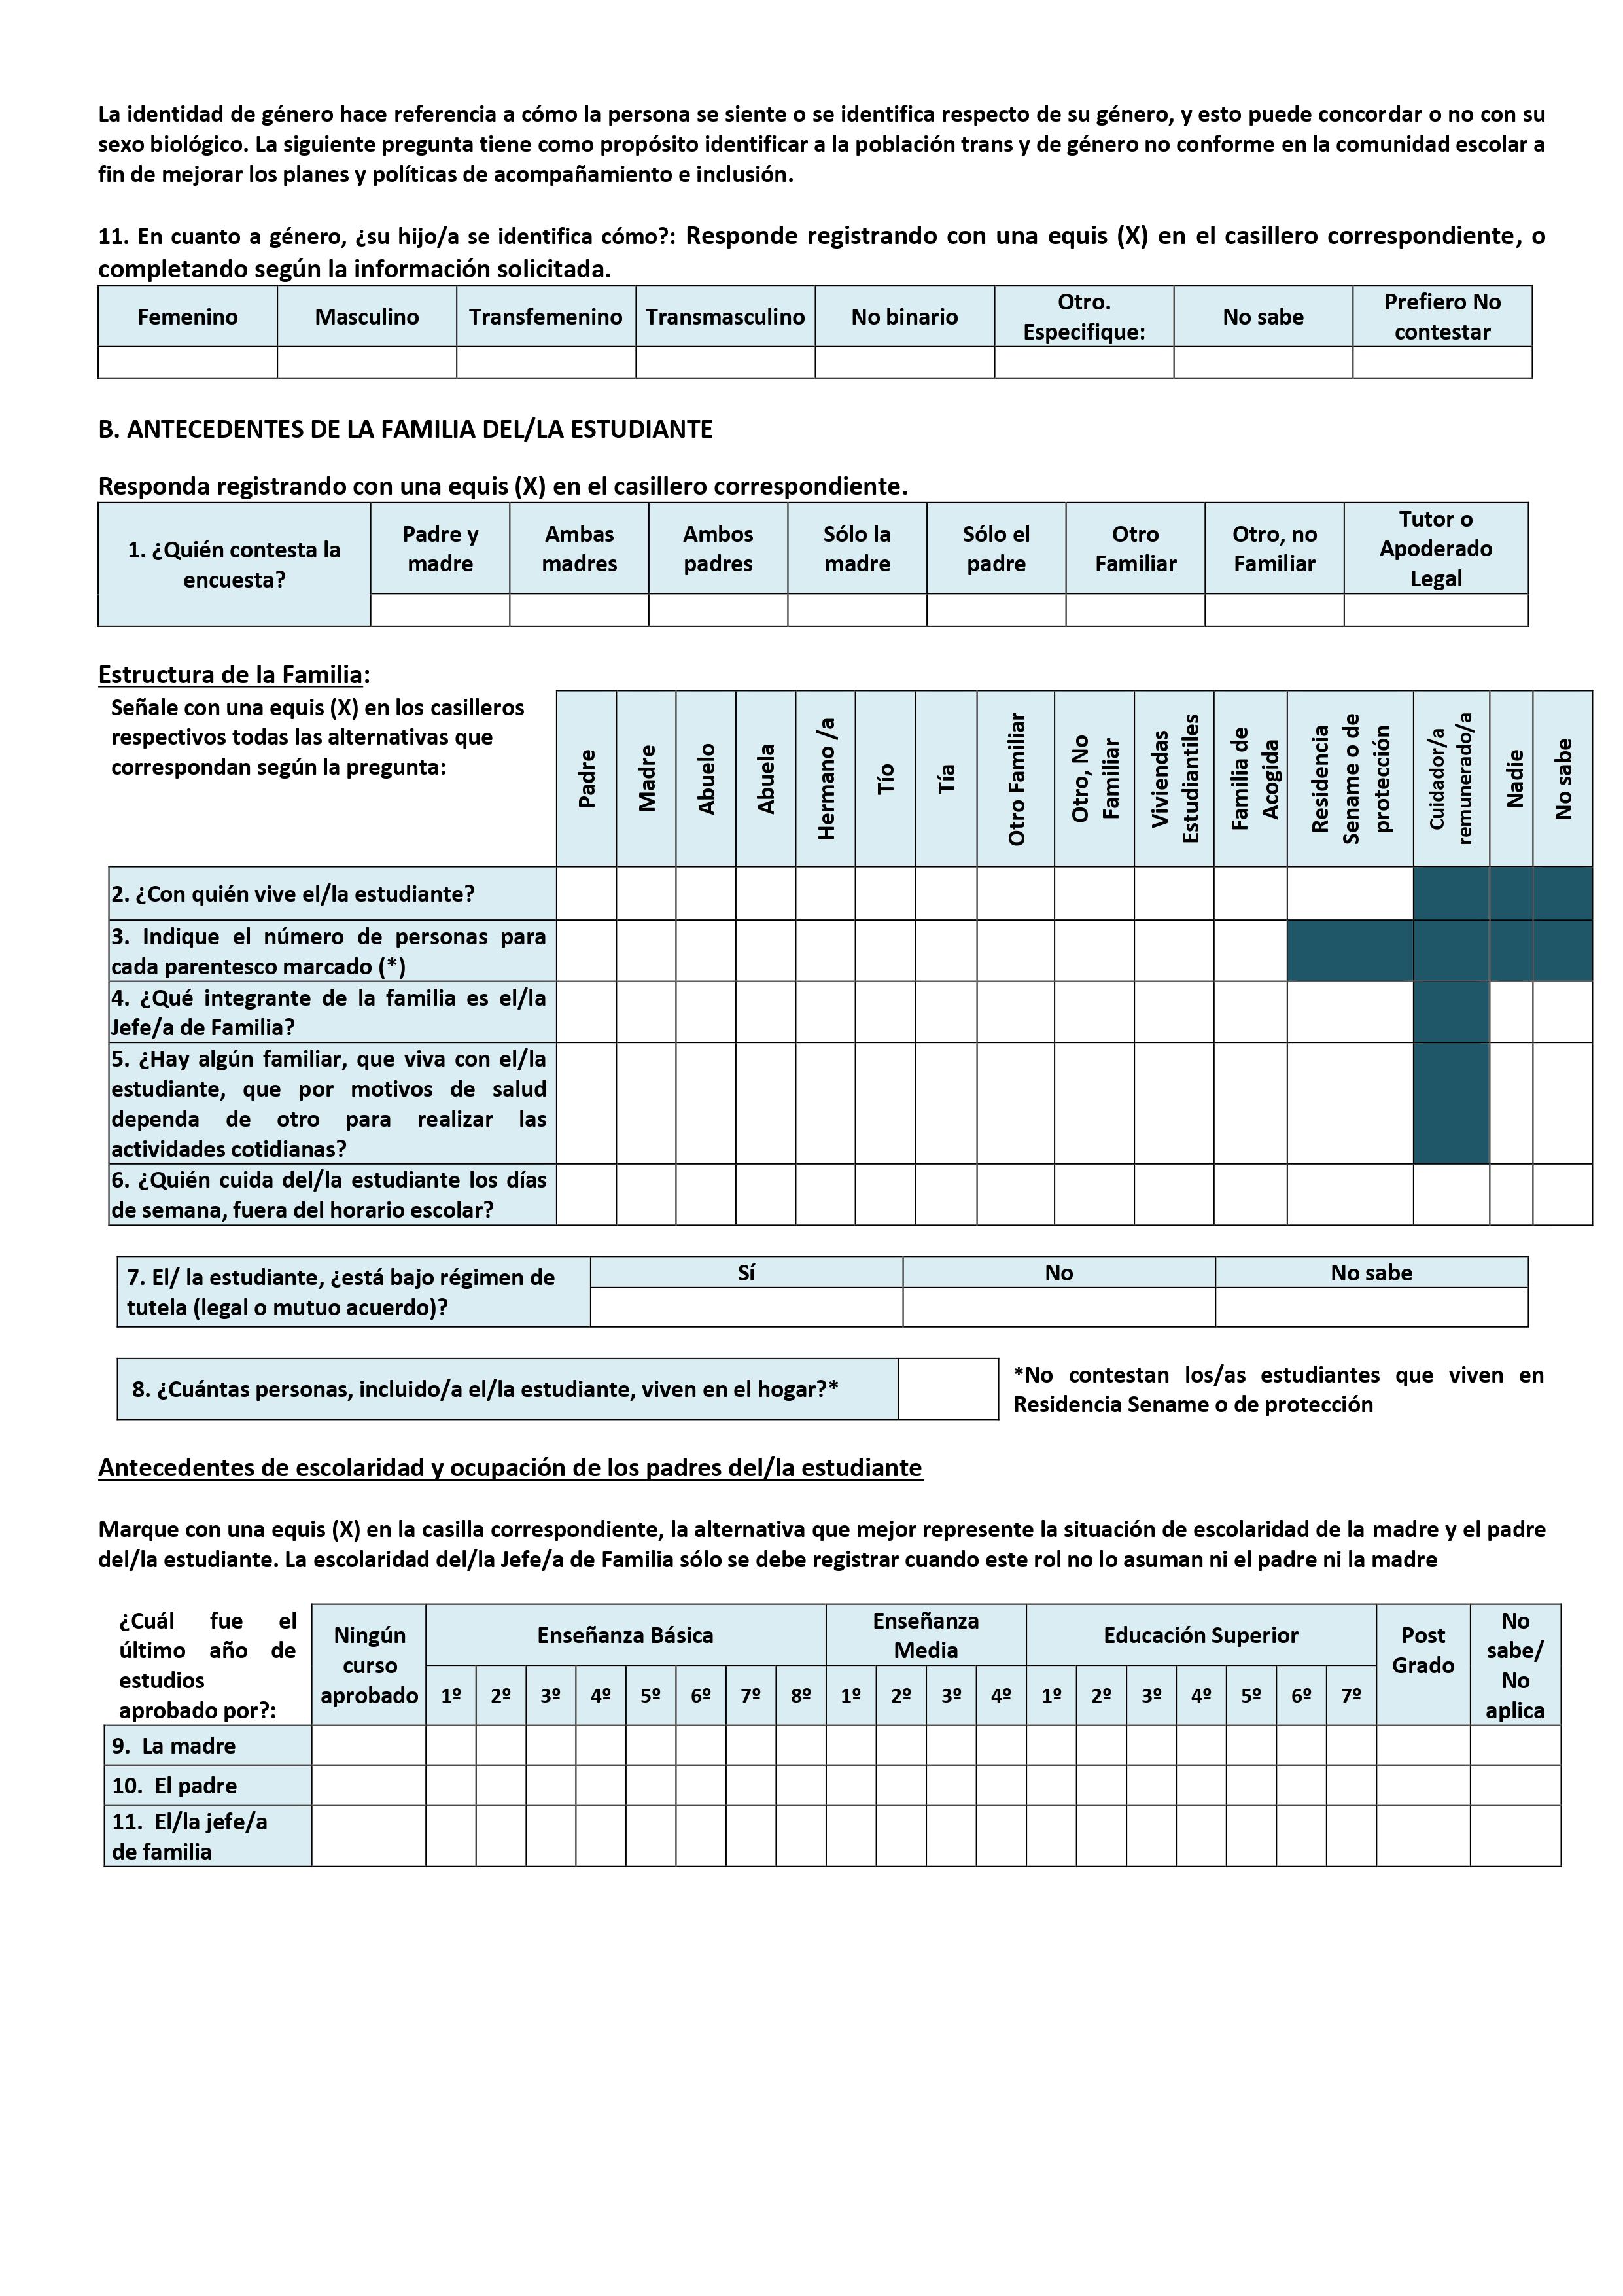 La identidad de género hace referencia a cómo la persona se siente o se identifica respecto de su género, y esto puede concordar o no con su
sexo biológico. La siguiente pregunta tiene como propósito identificar a la población trans y de género no conforme en la comunidad escolar a
fin de mejorar los planes y políticas de acompañamiento e inclusión.
11. En cuanto a género, ¿su hijo/a se identifica cómo?: Responde registrando con una equis (X) en el casillero correspondiente, o
completando según la información solicitada.
Femenino Masculino Transfemenino Transmasculino No binario Otro. Especifique: No sabe Prefiero No contestar
B. ANTECEDENTES DE LA FAMILIA DEL/LA ESTUDIANTE
Responda registrando con una equis (X) en el casillero correspondiente.
1. ¿Quién contesta la
encuesta?
Padre y madre
Ambas madres
Ambos padres
Sólo la madre
Sólo el padre
Otro Familiar
Otro, no Familiar
Tutor o Apoderado Legal
Estructura de la Familia:
Señale con una equis (X) en los casilleros
respectivos todas las alternativas que
correspondan según la pregunta:
Padre
Madre
Abuelo
Abuela
Hermano /a
Tío
Tía
Otro Familiar
Otro, No
Familiar
Viviendas
Estudiantiles
Familia de
Acogida
Residencia
Sename o de
protección
Cuidador/a
remunerado/a
Nadie
No sabe
2. ¿Con quién vive el/la estudiante?
3. Indique el número de personas para
cada parentesco marcado (*)
4. ¿Qué integrante de la familia es el/la
Jefe/a de Familia?
5. ¿Hay algún familiar, que viva con el/la
estudiante, que por motivos de salud
dependa de otro para realizar las
actividades cotidianas?
6. ¿Quién cuida del/la estudiante los días
de semana, fuera del horario escolar?
7. El/ la estudiante, ¿está bajo régimen de
tutela (legal o mutuo acuerdo)?
Sí No No sabe
8. ¿Cuántas personas, incluido/a el/la estudiante, viven en el hogar?*
*No contestan los/as estudiantes que viven en
Residencia Sename o de protección
Antecedentes de escolaridad y ocupación de los padres del/la estudiante
Marque con una equis (X) en la casilla correspondiente, la alternativa que mejor represente la situación de escolaridad de la madre y el padre
del/la estudiante. La escolaridad del/la Jefe/a de Familia sólo se debe registrar cuando este rol no lo asuman ni el padre ni la madre
¿Cuál fue el
último año de
estudios
aprobado por?:
Ningún
curso
aprobado
Enseñanza Básica
Enseñanza
Media
Educación Superior
Post
Grado
No
sabe/
No
aplica
1º 2º 3º 4º 5º 6º 7º 8º 1º 2º 3º 4º 1º 2º 3º 4º 5º 6º 7º
9. La madre
10. El padre
11. El/la jefe/a
de familia